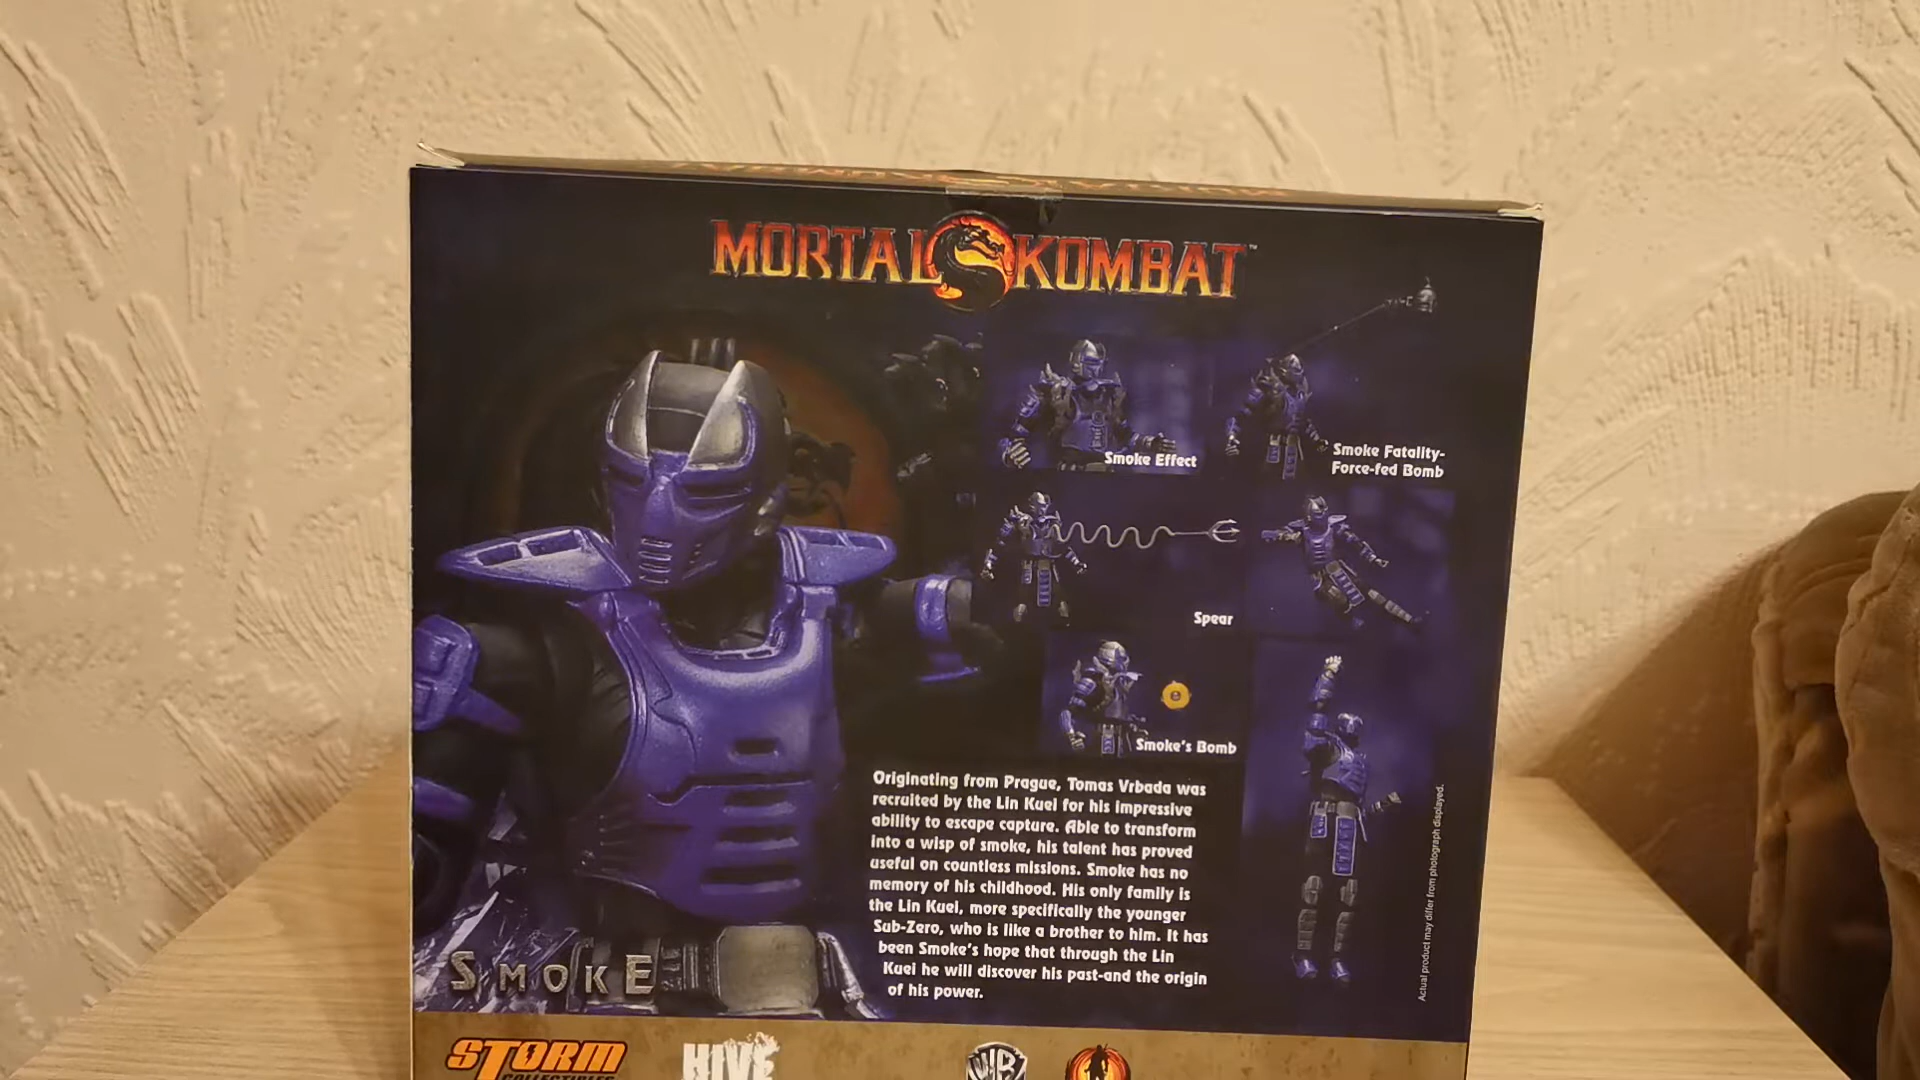 MORTAL KOMBAT™
Smoke Effect
Smoke Fatality-
Force-fed Bomb
Spear
Smoke's Bomb
Originating from Prague, Tomas Vrbada was
recruited by the Lin Kuei for his impressive
ability to escape capture. Able to transform
into a wisp of smoke, his talent has proved
useful on countless missions. Smoke has no
memory of his childhood. His only family is
the Lin Kuei, more specifically the younger
Sub-Zero, who is like a brother to him. It has
been Smoke's hope that through the Lin
Kuei he will discover his past-and the origin
of his power.
Actual product may differ from photograph displayed.
SMOKE
STORM
COLLECTIBLES
HIVE
WB